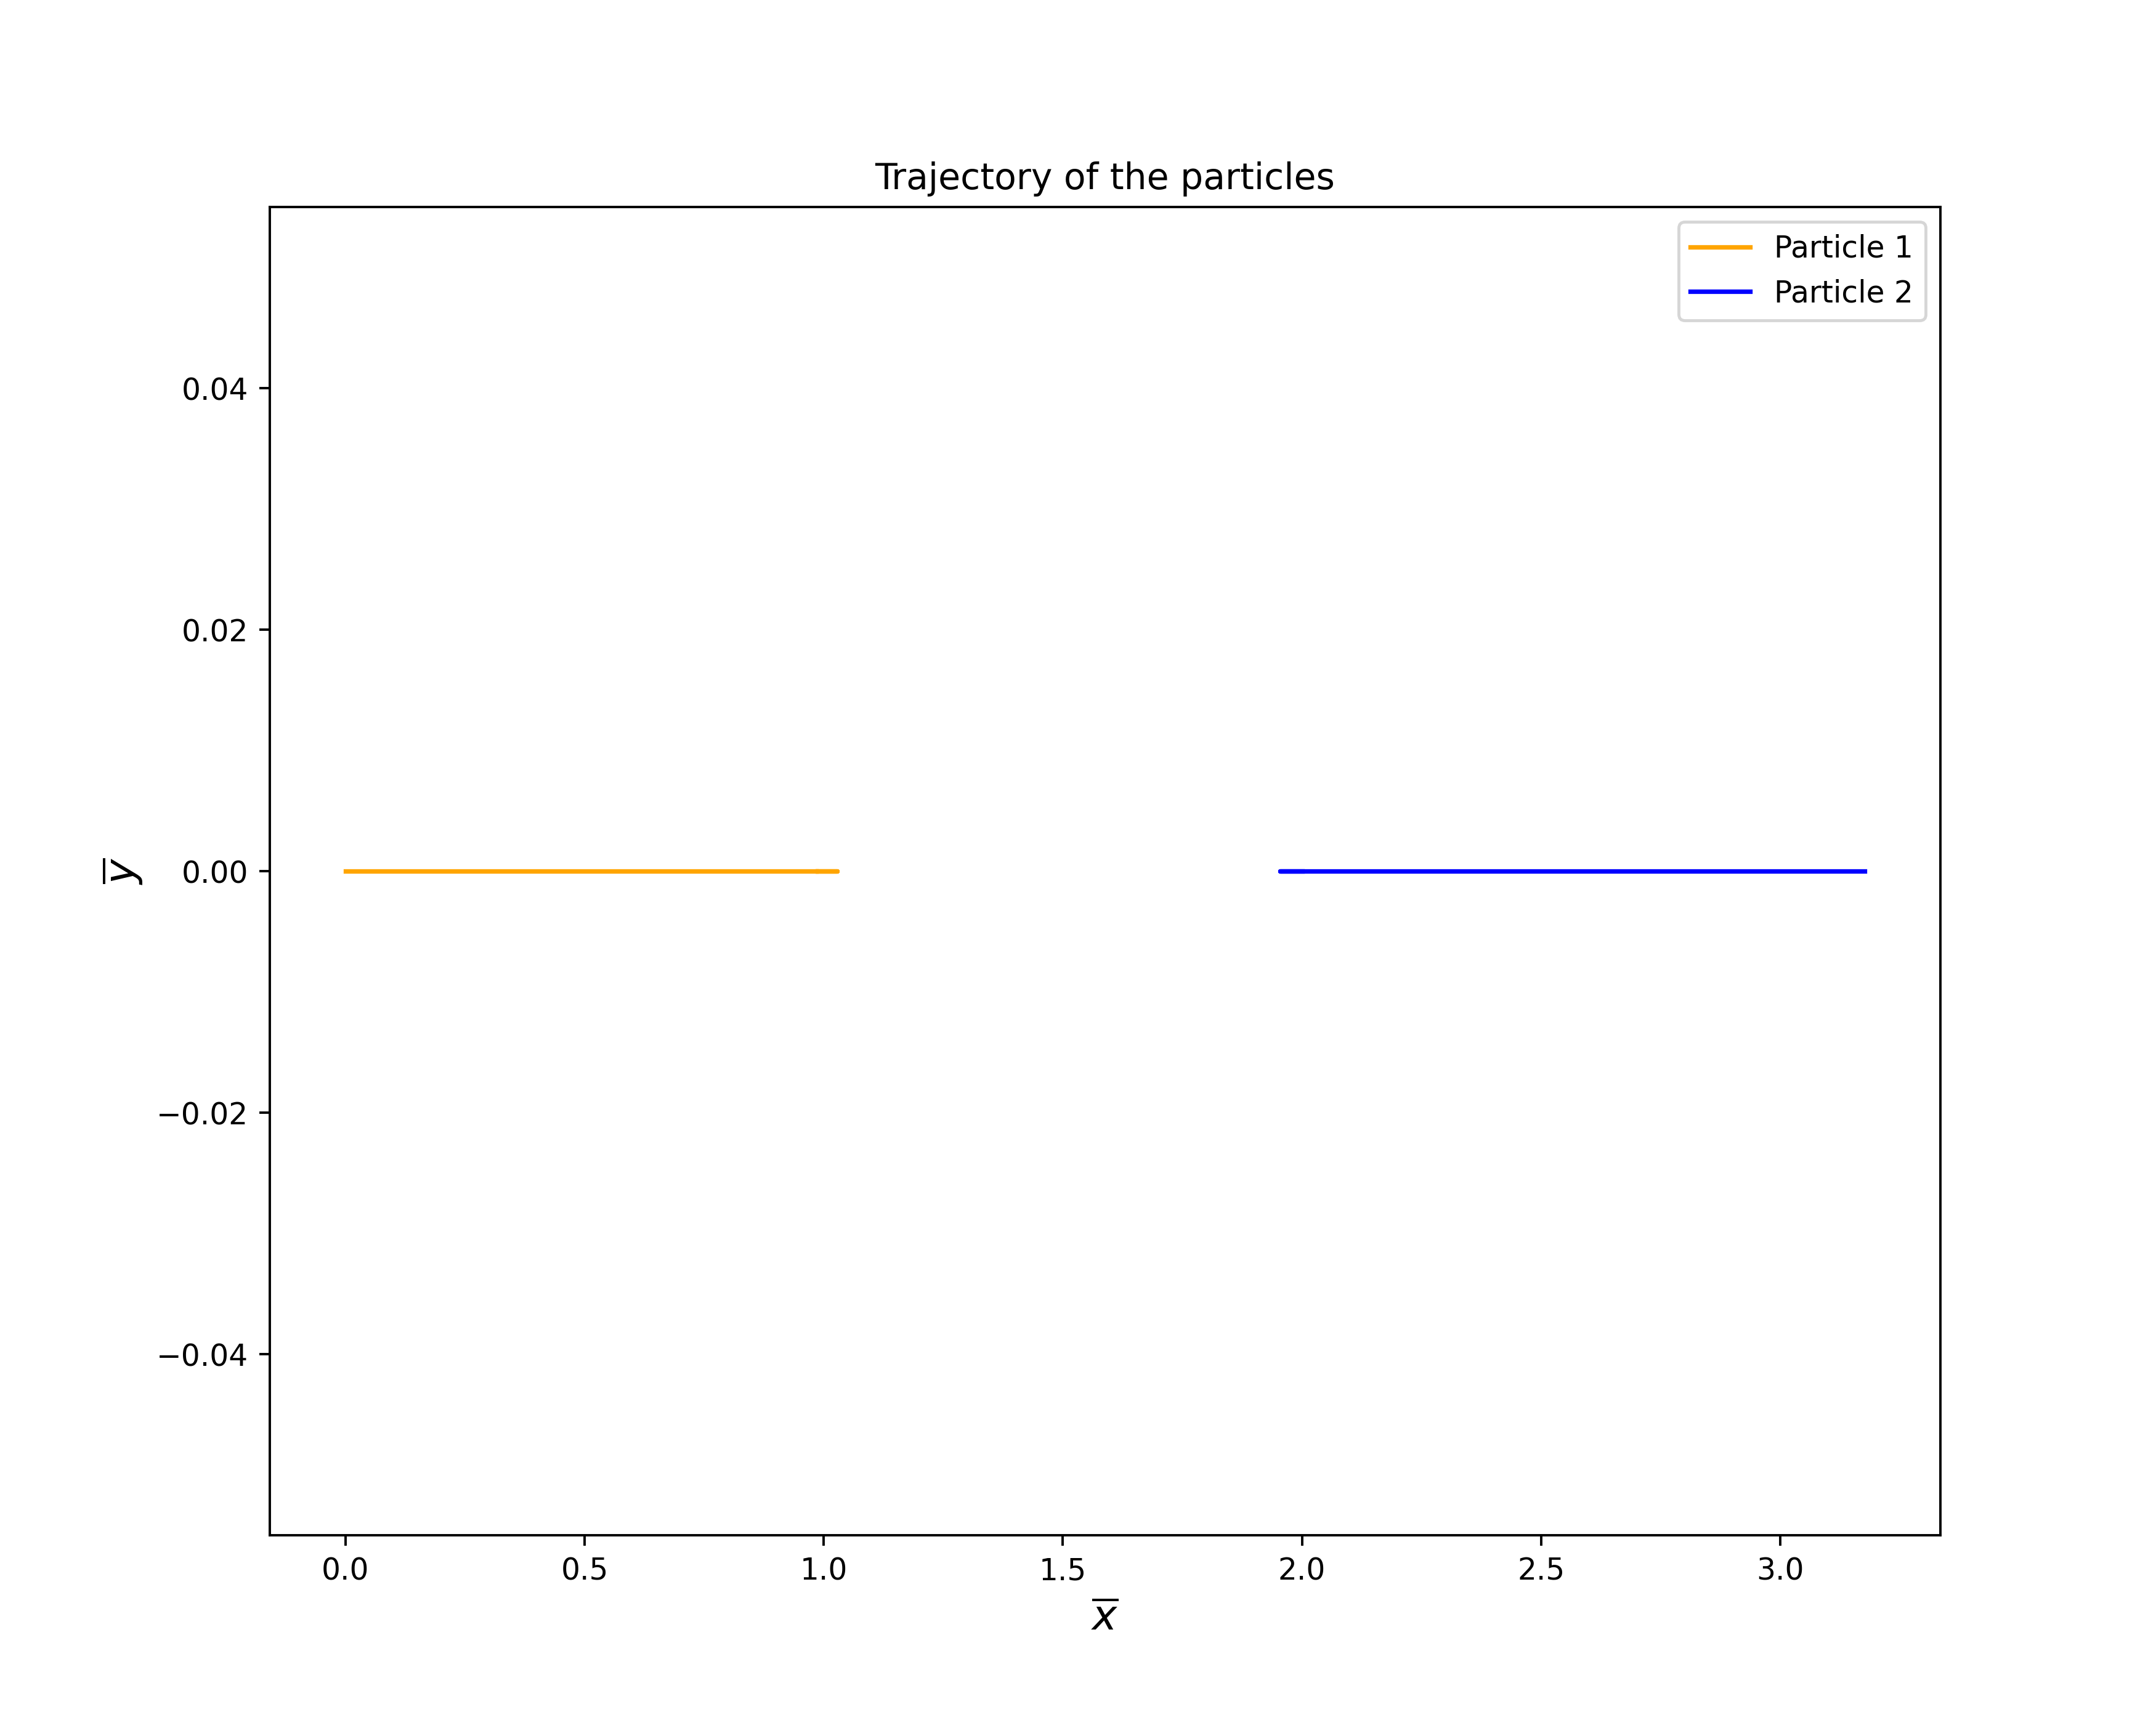 Trajectory of the particles
Particle 1
Particle 2
0.04
0.02
0.00
−0.02
−0.04
y̅
0.0 0.5 1.0 1.5 2.0 2.5 3.0
x̅